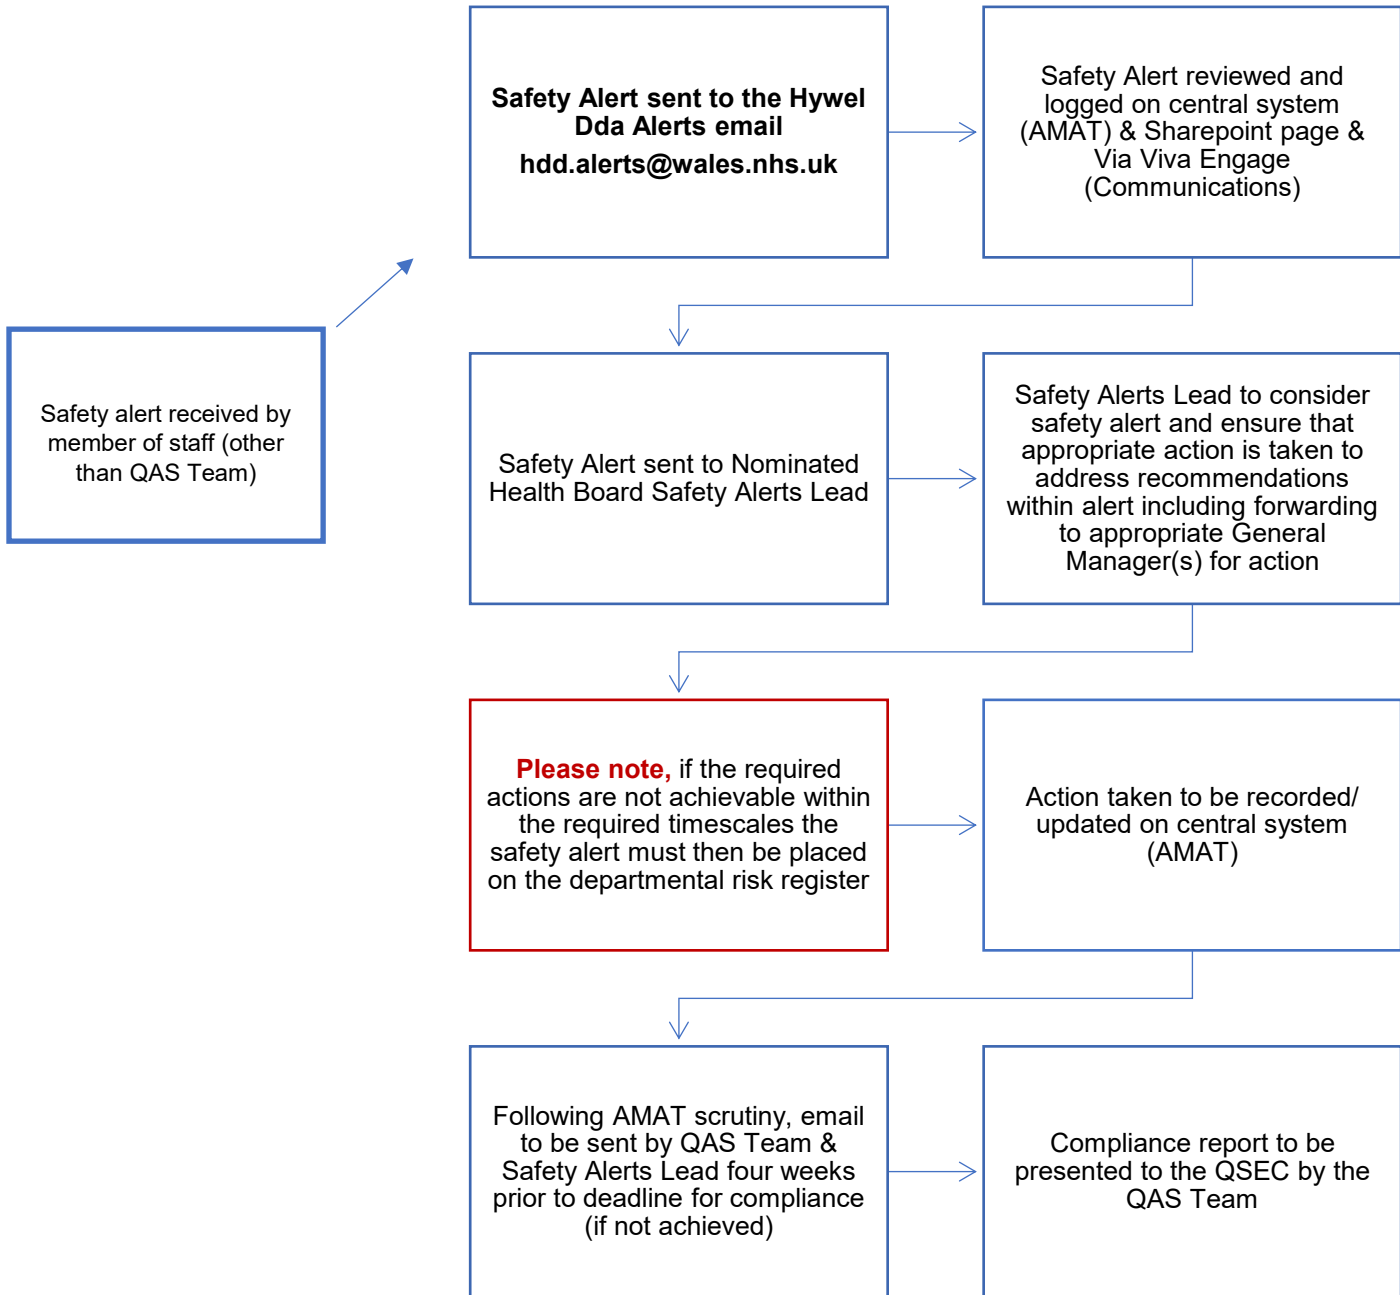 Safety Alert sent to the Hywel
Dda Alerts email
hdd.alerts@wales.nhs.uk
Safety Alert reviewed and
logged on central system
(AMAT) & Sharepoint page &
Via Viva Engage
(Communications)
Safety alert received by
member of staff (other
than QAS Team)
Safety Alert sent to Nominated
Health Board Safety Alerts Lead
Safety Alerts Lead to consider
safety alert and ensure that
appropriate action is taken to
address recommendations
within alert including forwarding
to appropriate General
Manager(s) for action
Please note, if the required
actions are not achievable within
the required timescales the
safety alert must then be placed
on the departmental risk register
Action taken to be recorded/
updated on central system
(AMAT)
Following AMAT scrutiny, email
to be sent by QAS Team &
Safety Alerts Lead four weeks
prior to deadline for compliance
(if not achieved)
Compliance report to be
presented to the QSEC by the
QAS Team